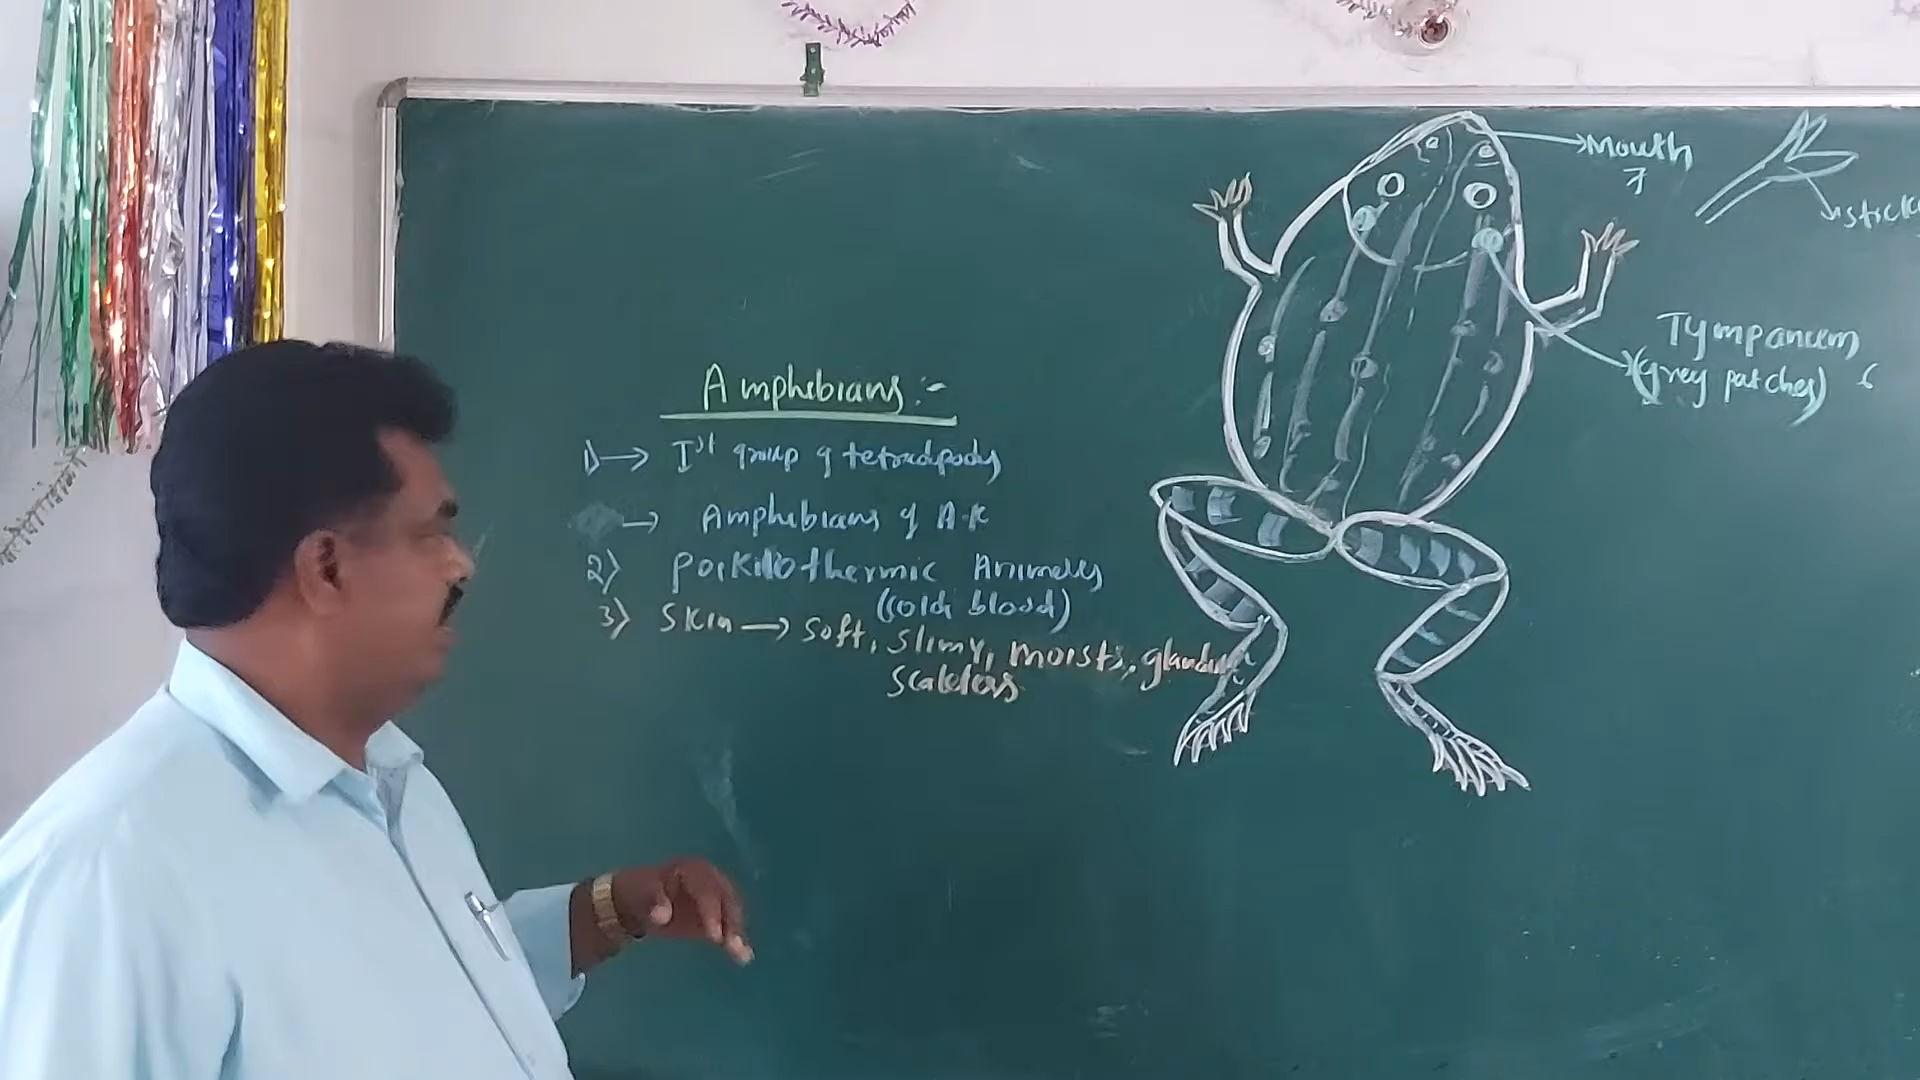 Amphibians :-
1) → Ist group of tetradpods
→ Amphibians of A.K
2) Poikilothermic Animals
(cold blood)
3) Skin → Soft, Slimy, moists, glandular
Scaleless
Mouth
Tympanum
(Grey patches)